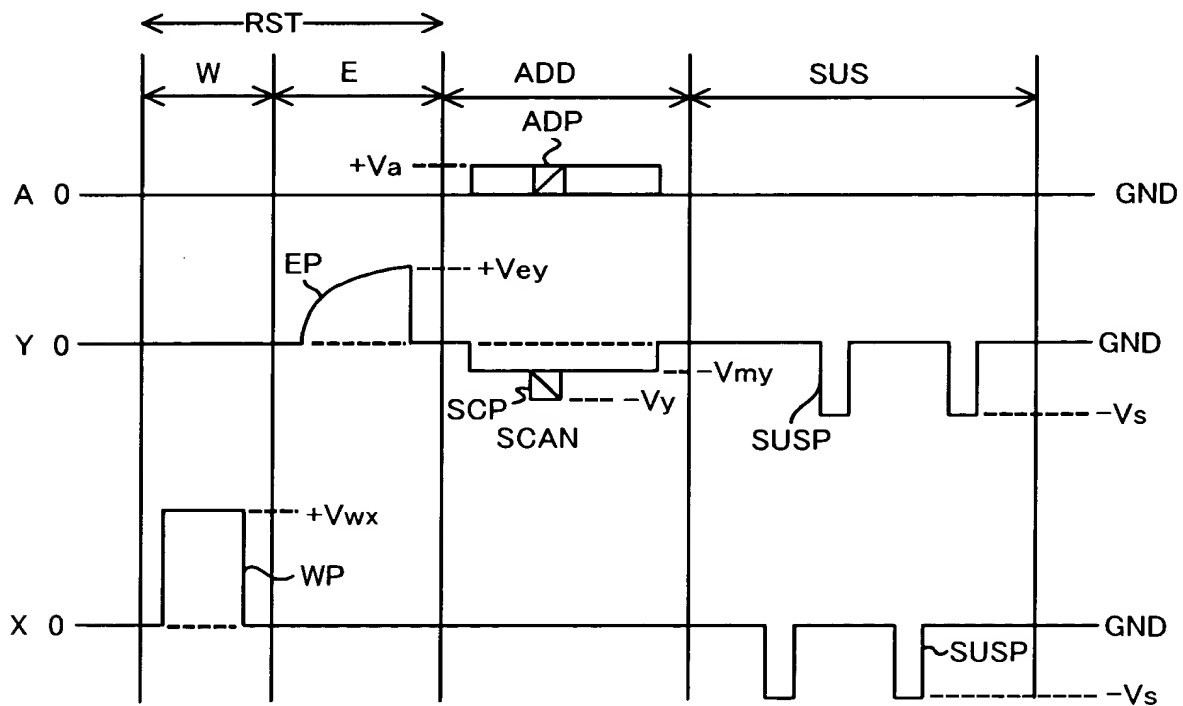 RST
W E ADD SUS
ADP
+Va
A 0 GND
EP +Vey
Y 0 GND
−Vmy
SCP −Vy
SCAN SUSP −Vs
+Vwx
WP
X 0 GND
SUSP
−Vs